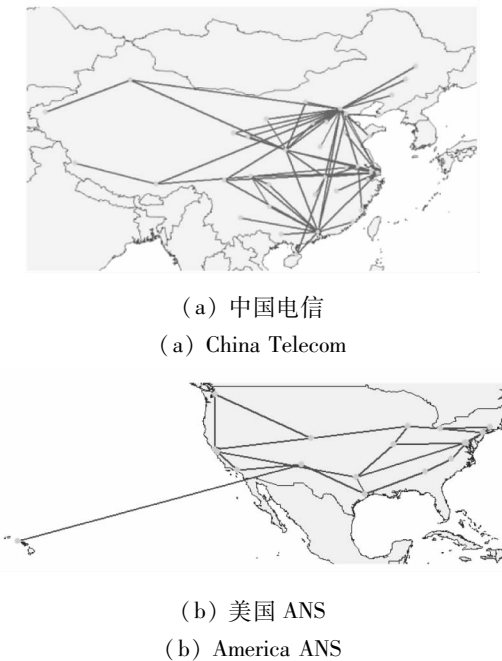 (a) 中国电信
(a) China Telecom
(b) 美国 ANS
(b) America ANS